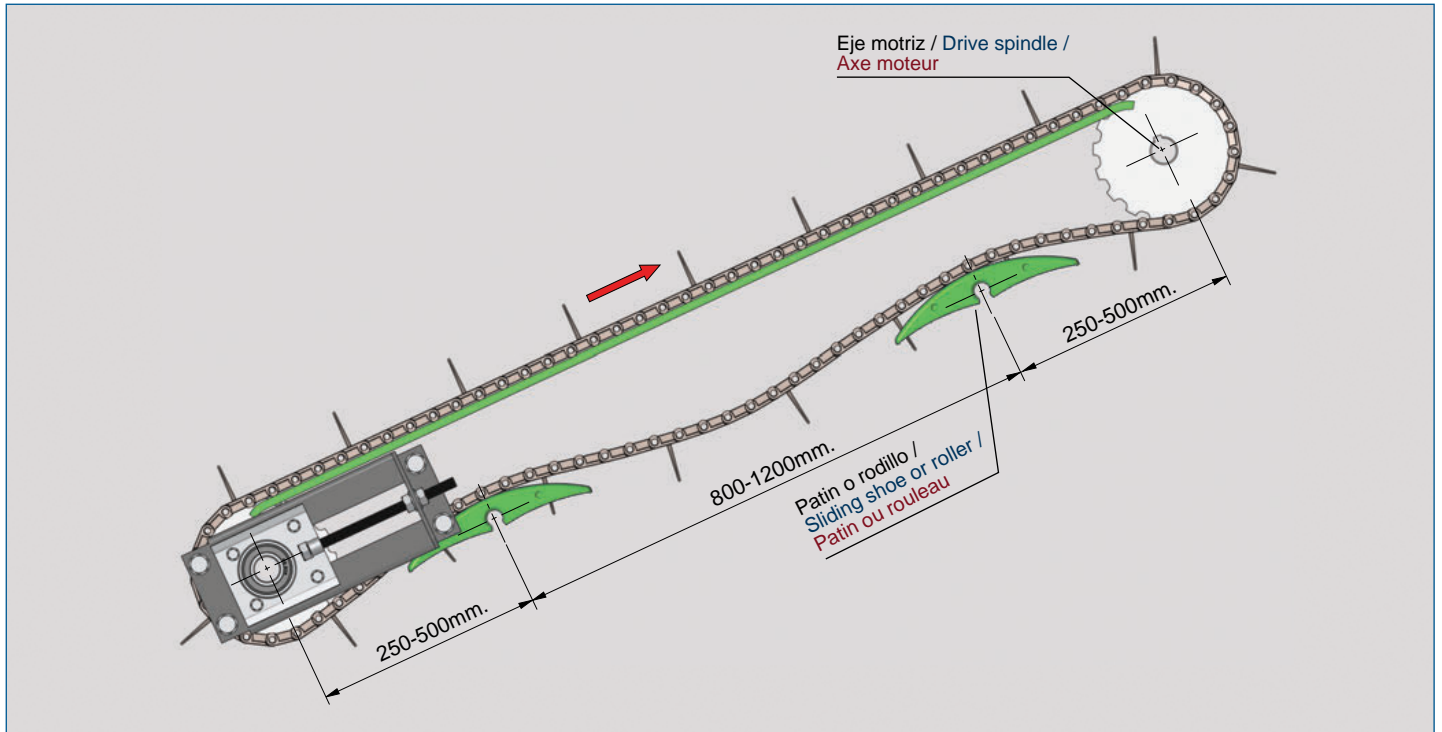 Eje motriz / Drive spindle /
Axe moteur
250-500mm.
800-1200mm.
Patin o rodillo /
Sliding shoe or roller /
Patin ou rouleau
250-500mm.